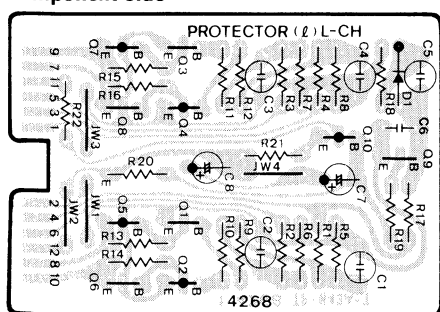 PROTECTOR (ℓ) L-CH
Q7
B
E
B
Q3
R15
R16
E
B
Q8
B
Q4
E
9
7
11
5
3
1
R22
JW3
R11
R12
C3
R3
R7
R4
R8
C4
R18
D1
C5
C6
Q9
E
B
R20
C8
R21
JW4
Q10
E
B
C7
2
4
6
12
8
10
JW2
JW1
Q5
E
B
Q1
E
B
R13
R14
Q6
E
B
Q2
E
B
R10
R9
C2
R2
R6
R1
R5
C1
R19
R17
4268